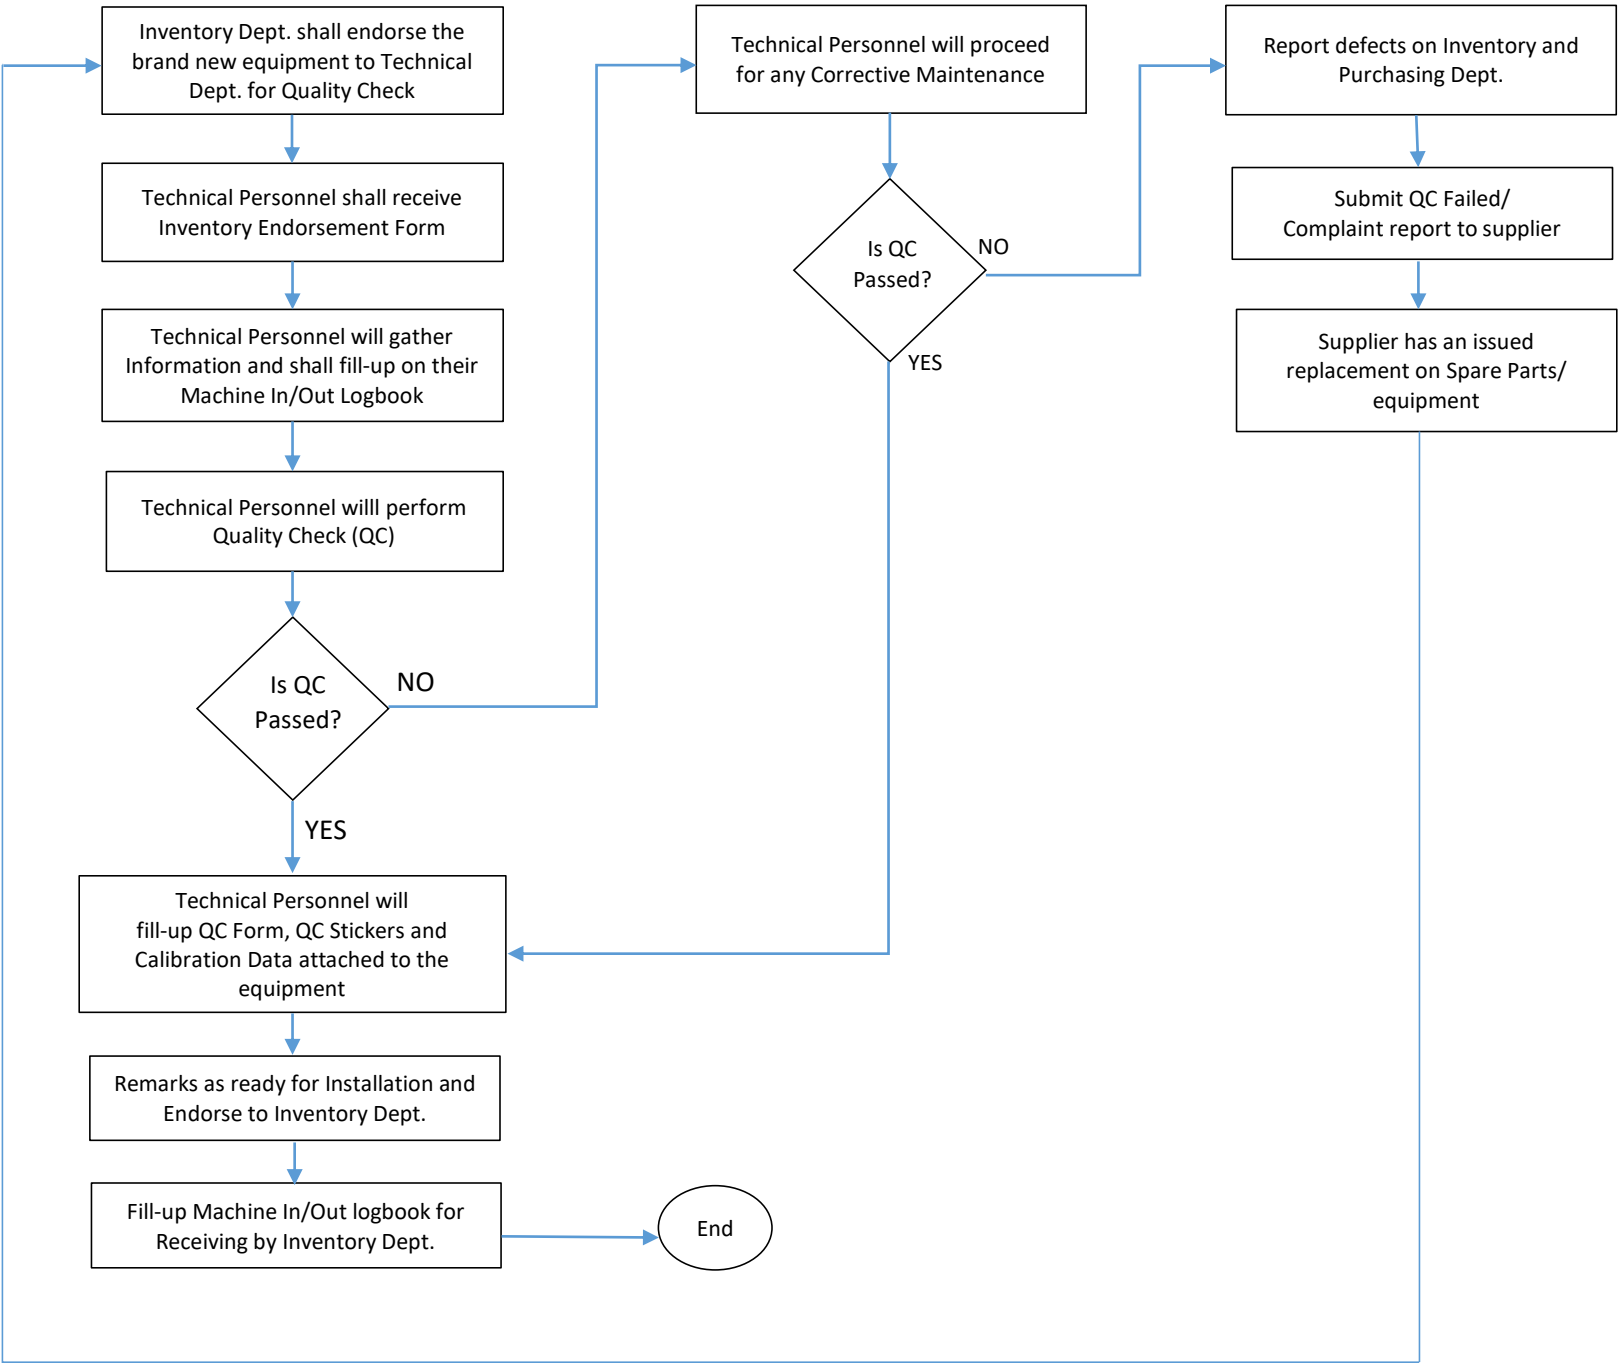 Inventory Dept. shall endorse the
brand new equipment to Technical
Dept. for Quality Check
Technical Personnel shall receive
Inventory Endorsement Form
Technical Personnel will gather
Information and shall fill-up on their
Machine In/Out Logbook
Technical Personnel willl perform
Quality Check (QC)
Is QC
Passed?
NO
YES
Technical Personnel will
fill-up QC Form, QC Stickers and
Calibration Data attached to the
equipment
Remarks as ready for Installation and
Endorse to Inventory Dept.
Fill-up Machine In/Out logbook for
Receiving by Inventory Dept.
End
Technical Personnel will proceed
for any Corrective Maintenance
Is QC
Passed?
NO
YES
Report defects on Inventory and
Purchasing Dept.
Submit QC Failed/
Complaint report to supplier
Supplier has an issued
replacement on Spare Parts/
equipment